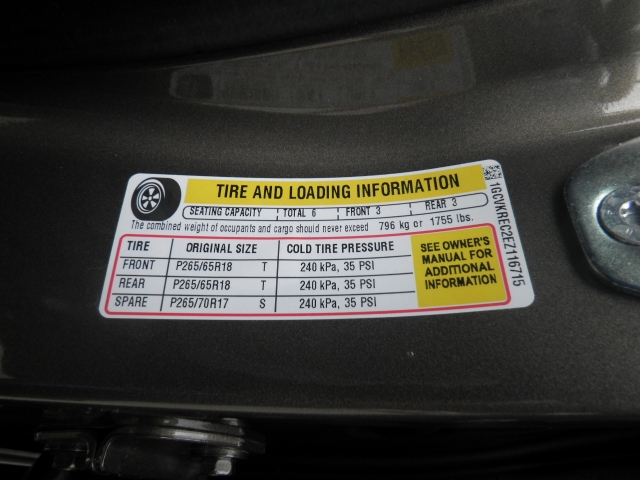 TIRE AND LOADING INFORMATION
SEATING CAPACITY TOTAL 6 FRONT 3 REAR 3
The combined weight of occupants and cargo should never exceed 796 kg or 1755 lbs.
TIRE ORIGINAL SIZE COLD TIRE PRESSURE
FRONT P265/65R18 T 240 kPa, 35 PSI
REAR P265/65R18 T 240 kPa, 35 PSI
SPARE P265/70R17 S 240 kPa, 35 PSI
SEE OWNER'S
MANUAL FOR
ADDITIONAL
INFORMATION
1GCVKREC2EZ116715